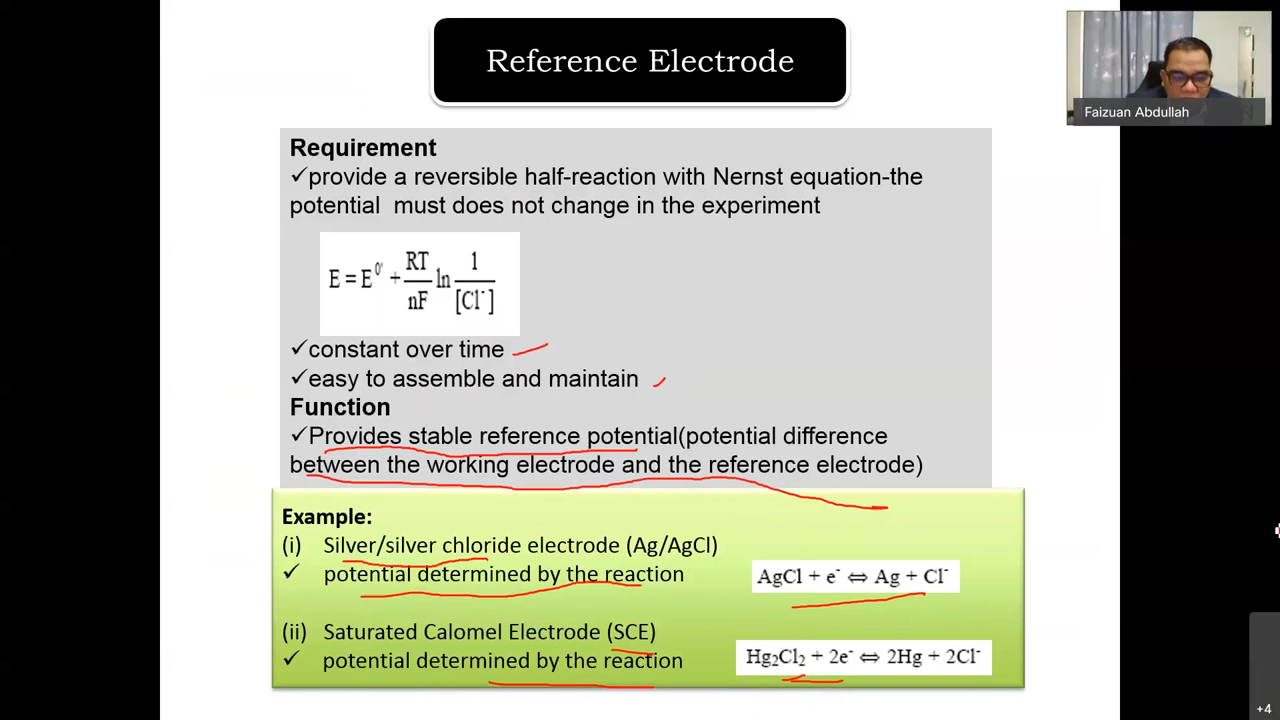 Reference Electrode
Faizuan Abdullah
Requirement
✓provide a reversible half-reaction with Nernst equation-the
potential must does not change in the experiment
E = E⁰' + RT/nF ln 1/[Cl⁻]
✓constant over time
✓easy to assemble and maintain
Function
✓Provides stable reference potential(potential difference
between the working electrode and the reference electrode)
Example:
(i) Silver/silver chloride electrode (Ag/AgCl)
✓ potential determined by the reaction
AgCl + e⁻ ⇔ Ag + Cl⁻
(ii) Saturated Calomel Electrode (SCE)
✓ potential determined by the reaction
Hg₂Cl₂ + 2e⁻ ⇔ 2Hg + 2Cl⁻
+4